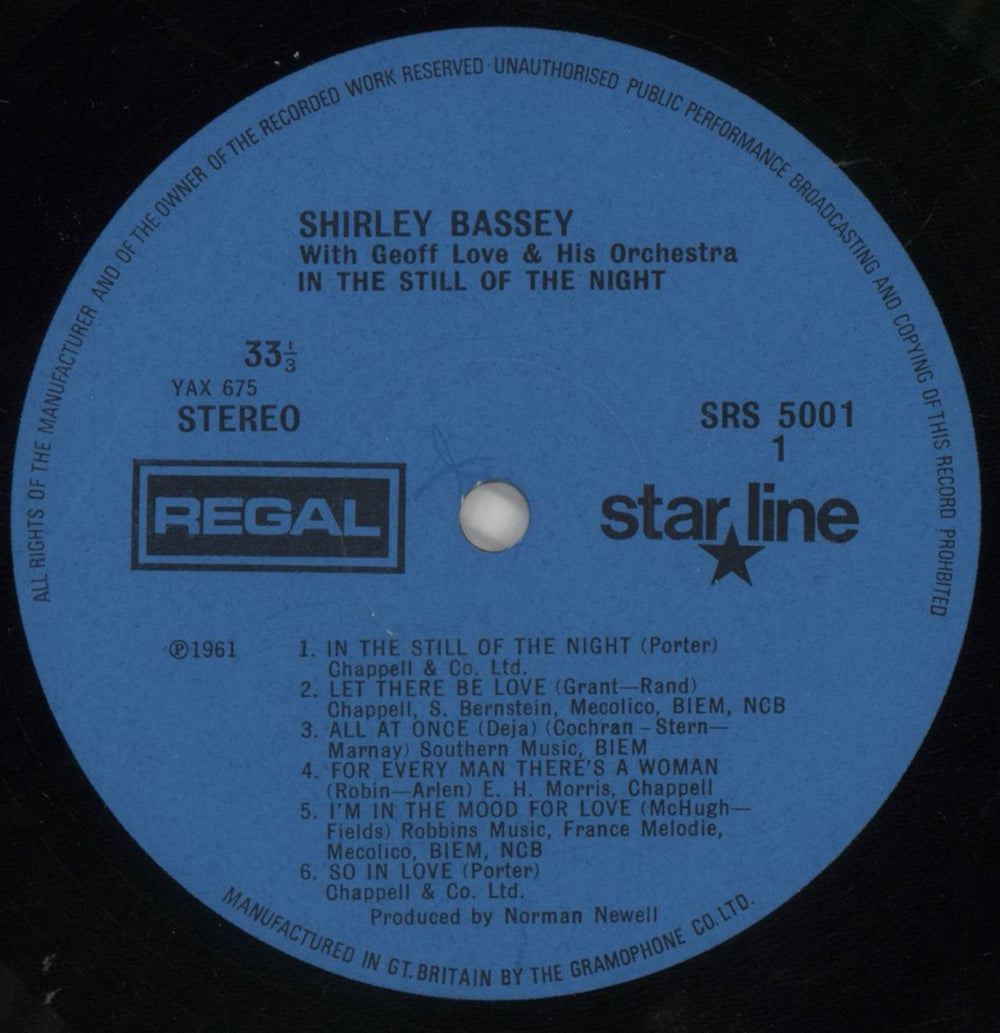 ALL RIGHTS OF THE MANUFACTURER AND OF THE OWNER OF THE RECORDED WORK RESERVED · UNAUTHORISED PUBLIC PERFORMANCE BROADCASTING AND COPYING OF THIS RECORD PROHIBITED
SHIRLEY BASSEY
With Geoff Love & His Orchestra
IN THE STILL OF THE NIGHT
33⅓
YAX 675
STEREO
SRS 5001
1
REGAL
star line
℗1961
1. IN THE STILL OF THE NIGHT (Porter)
Chappell & Co. Ltd.
2. LET THERE BE LOVE (Grant—Rand)
Chappell, S. Bernstein, Mecolico, BIEM, NCB
3. ALL AT ONCE (Deja) (Cochran – Stern—
Marnay) Southern Music, BIEM
4. FOR EVERY MAN THERE'S A WOMAN
(Robin—Arlen) E. H. Morris, Chappell
5. I'M IN THE MOOD FOR LOVE (McHugh—
Fields) Robbins Music, France Melodie,
Mecolico, BIEM, NCB
6. SO IN LOVE (Porter)
Chappell & Co. Ltd.
Produced by Norman Newell
MANUFACTURED IN GT. BRITAIN BY THE GRAMOPHONE CO. LTD.